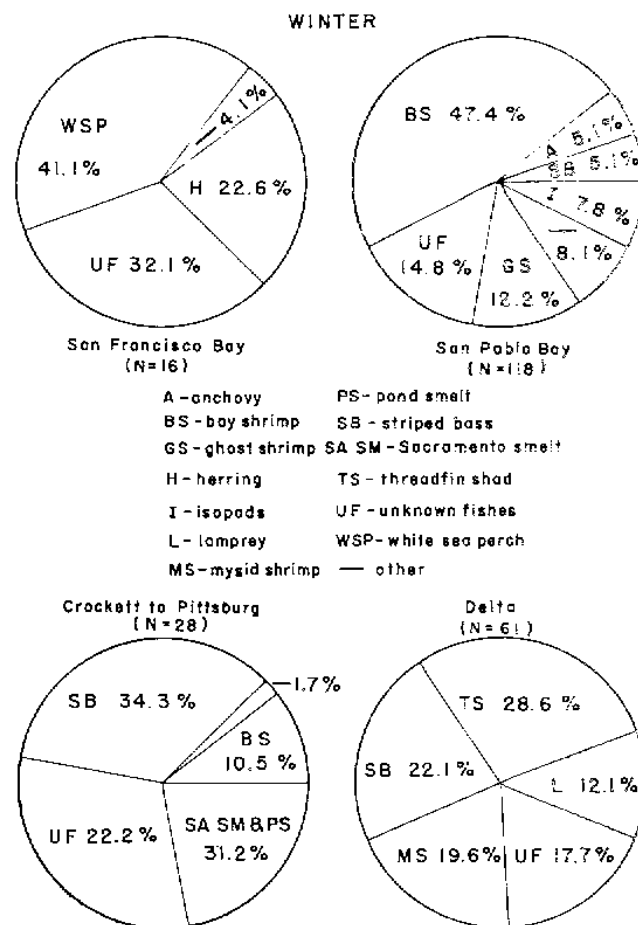 WINTER
WSP
41.1%
— 4.1%
H 22.6%
UF 32.1%
San Francisco Bay
(N=16)
BS 47.4%
A 5.1%
SB 5.1%
I 7.8%
— 8.1%
GS
12.2%
UF
14.8%
San Pablo Bay
(N=118)
A-anchovy PS-pond smelt
BS-bay shrimp SB-striped bass
GS-ghost shrimp SA SM-Sacramento smelt
H-herring TS-threadfin shad
I-isopods UF-unknown fishes
L-lamprey WSP-white sea perch
MS-mysid shrimp — other
Crockett to Pittsburg
(N=28)
SB 34.3%
—1.7%
BS
10.5%
UF 22.2%
SA SM&PS
31.2%
Delta
(N=61)
TS 28.6%
SB 22.1%
L 12.1%
MS 19.6%
UF 17.7%